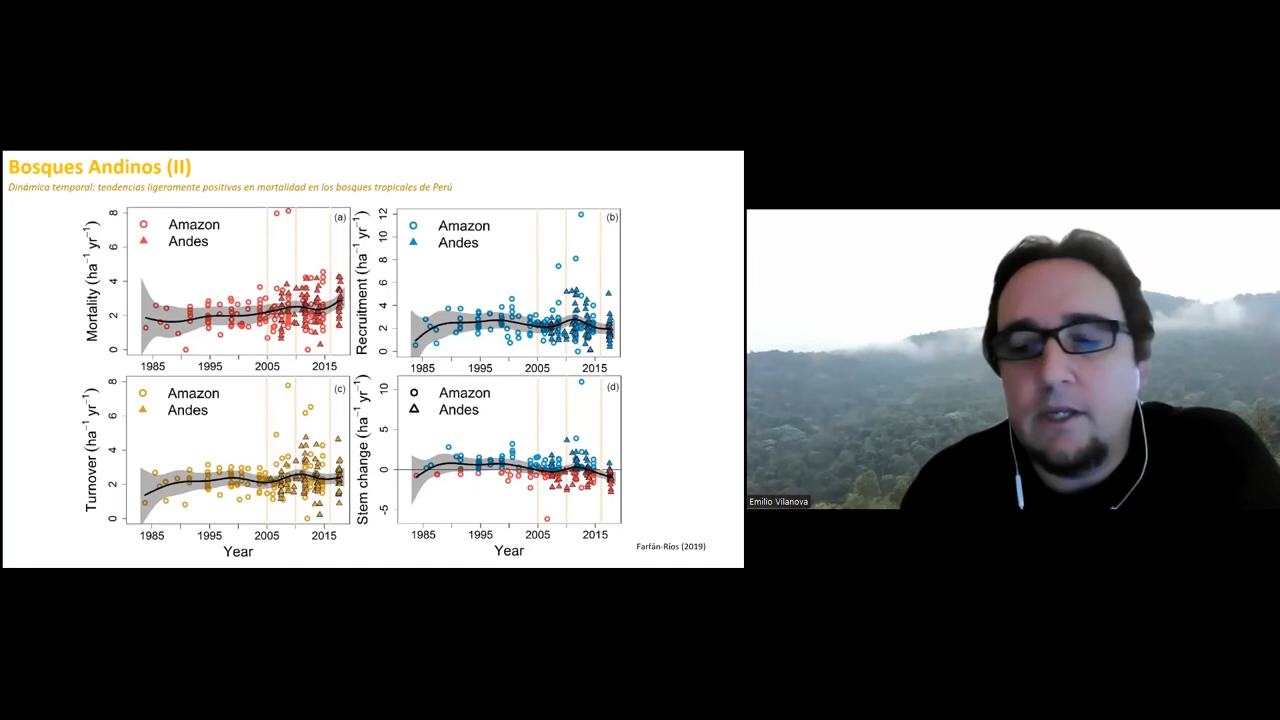 Bosques Andinos (II)
Dinámica temporal: tendencias ligeramente positivas en mortalidad en los bosques tropicales de Perú
Mortality (ha⁻¹ yr⁻¹)
8
6
4
2
0
Amazon
Andes
(a)
1985
1995
2005
2015
Recruitment (ha⁻¹ yr⁻¹)
12
10
8
6
4
2
0
Amazon
Andes
(b)
1985
1995
2005
2015
Turnover (ha⁻¹ yr⁻¹)
8
6
4
2
0
Amazon
Andes
(c)
1985
1995
2005
2015
Year
Stem change (ha⁻¹ yr⁻¹)
10
5
0
-5
Amazon
Andes
(d)
1985
1995
2005
2015
Year
Farfán-Ríos (2019)
Emilio Vilanova